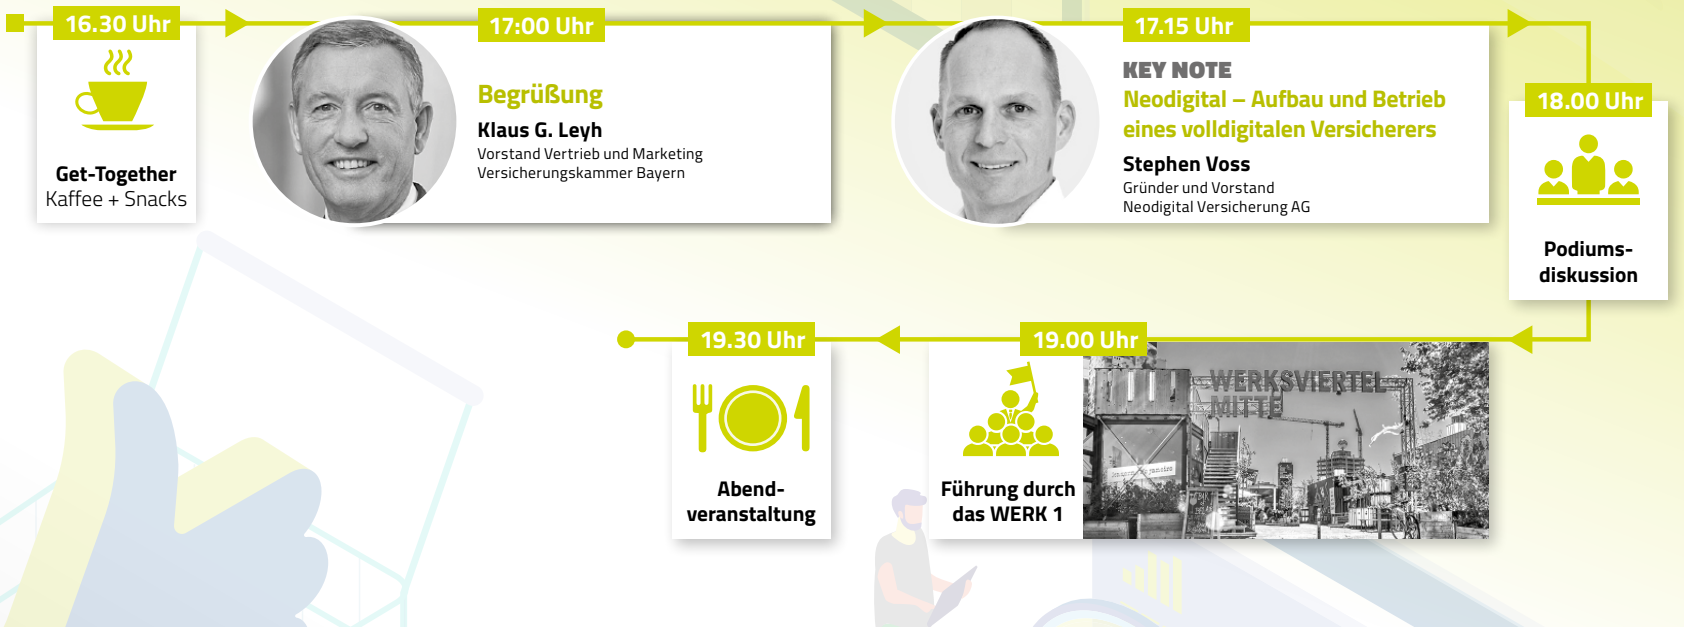 16.30 Uhr
Get-Together
Kaffee + Snacks
17:00 Uhr
Begrüßung
Klaus G. Leyh
Vorstand Vertrieb und Marketing
Versicherungskammer Bayern
17.15 Uhr
KEY NOTE
Neodigital – Aufbau und Betrieb
eines volldigitalen Versicherers
Stephen Voss
Gründer und Vorstand
Neodigital Versicherung AG
18.00 Uhr
Podiums-
diskussion
19.00 Uhr
Führung durch
das WERK 1
WERKSVIERTEL
MITTE
19.30 Uhr
Abend-
veranstaltung